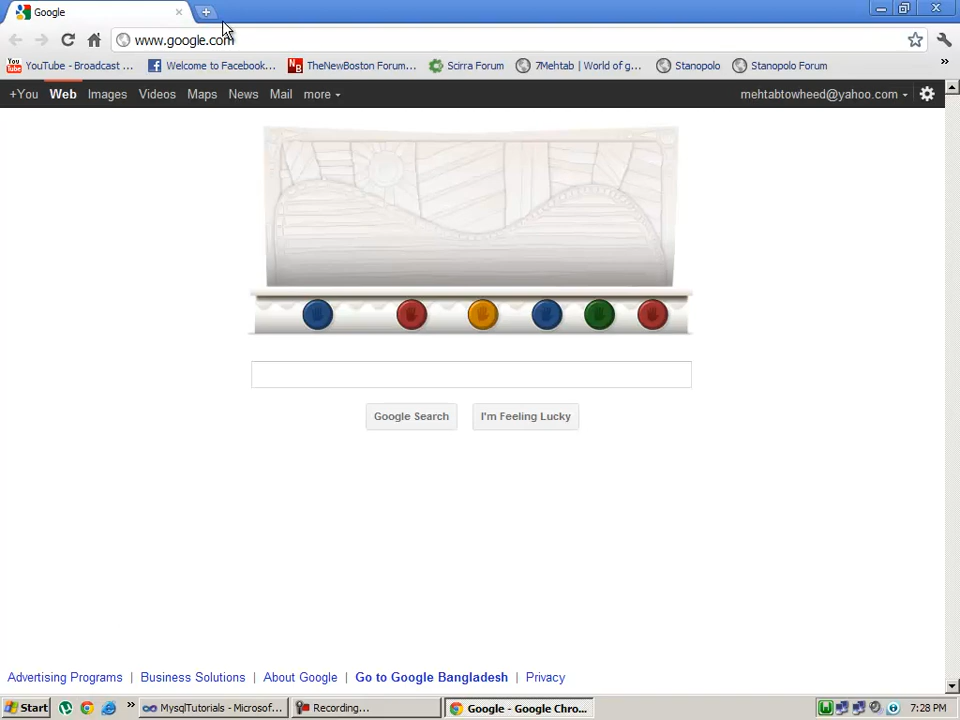 Google
www.google.com
YouTube - Broadcast ... Welcome to Facebook... TheNewBoston Forum... Scirra Forum 7Mehtab | World of g... Stanopolo Stanopolo Forum »
+You Web Images Videos Maps News Mail more mehtabtowheed@yahoo.com
Google Search I'm Feeling Lucky
Advertising Programs | Business Solutions | About Google | Go to Google Bangladesh | Privacy
Start » MysqlTutorials - Microsof... Recording... Google - Google Chro... 7:28 PM